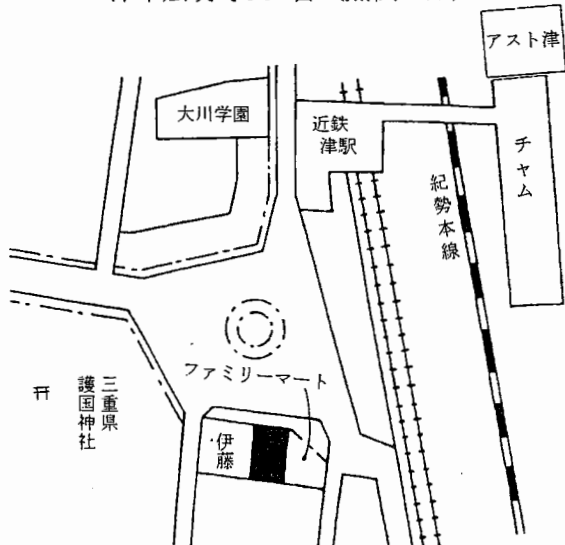 アスト津
大川学園
近鉄
津駅
チャム
紀勢本線
ファミリーマート
三重県
護国神社
伊藤